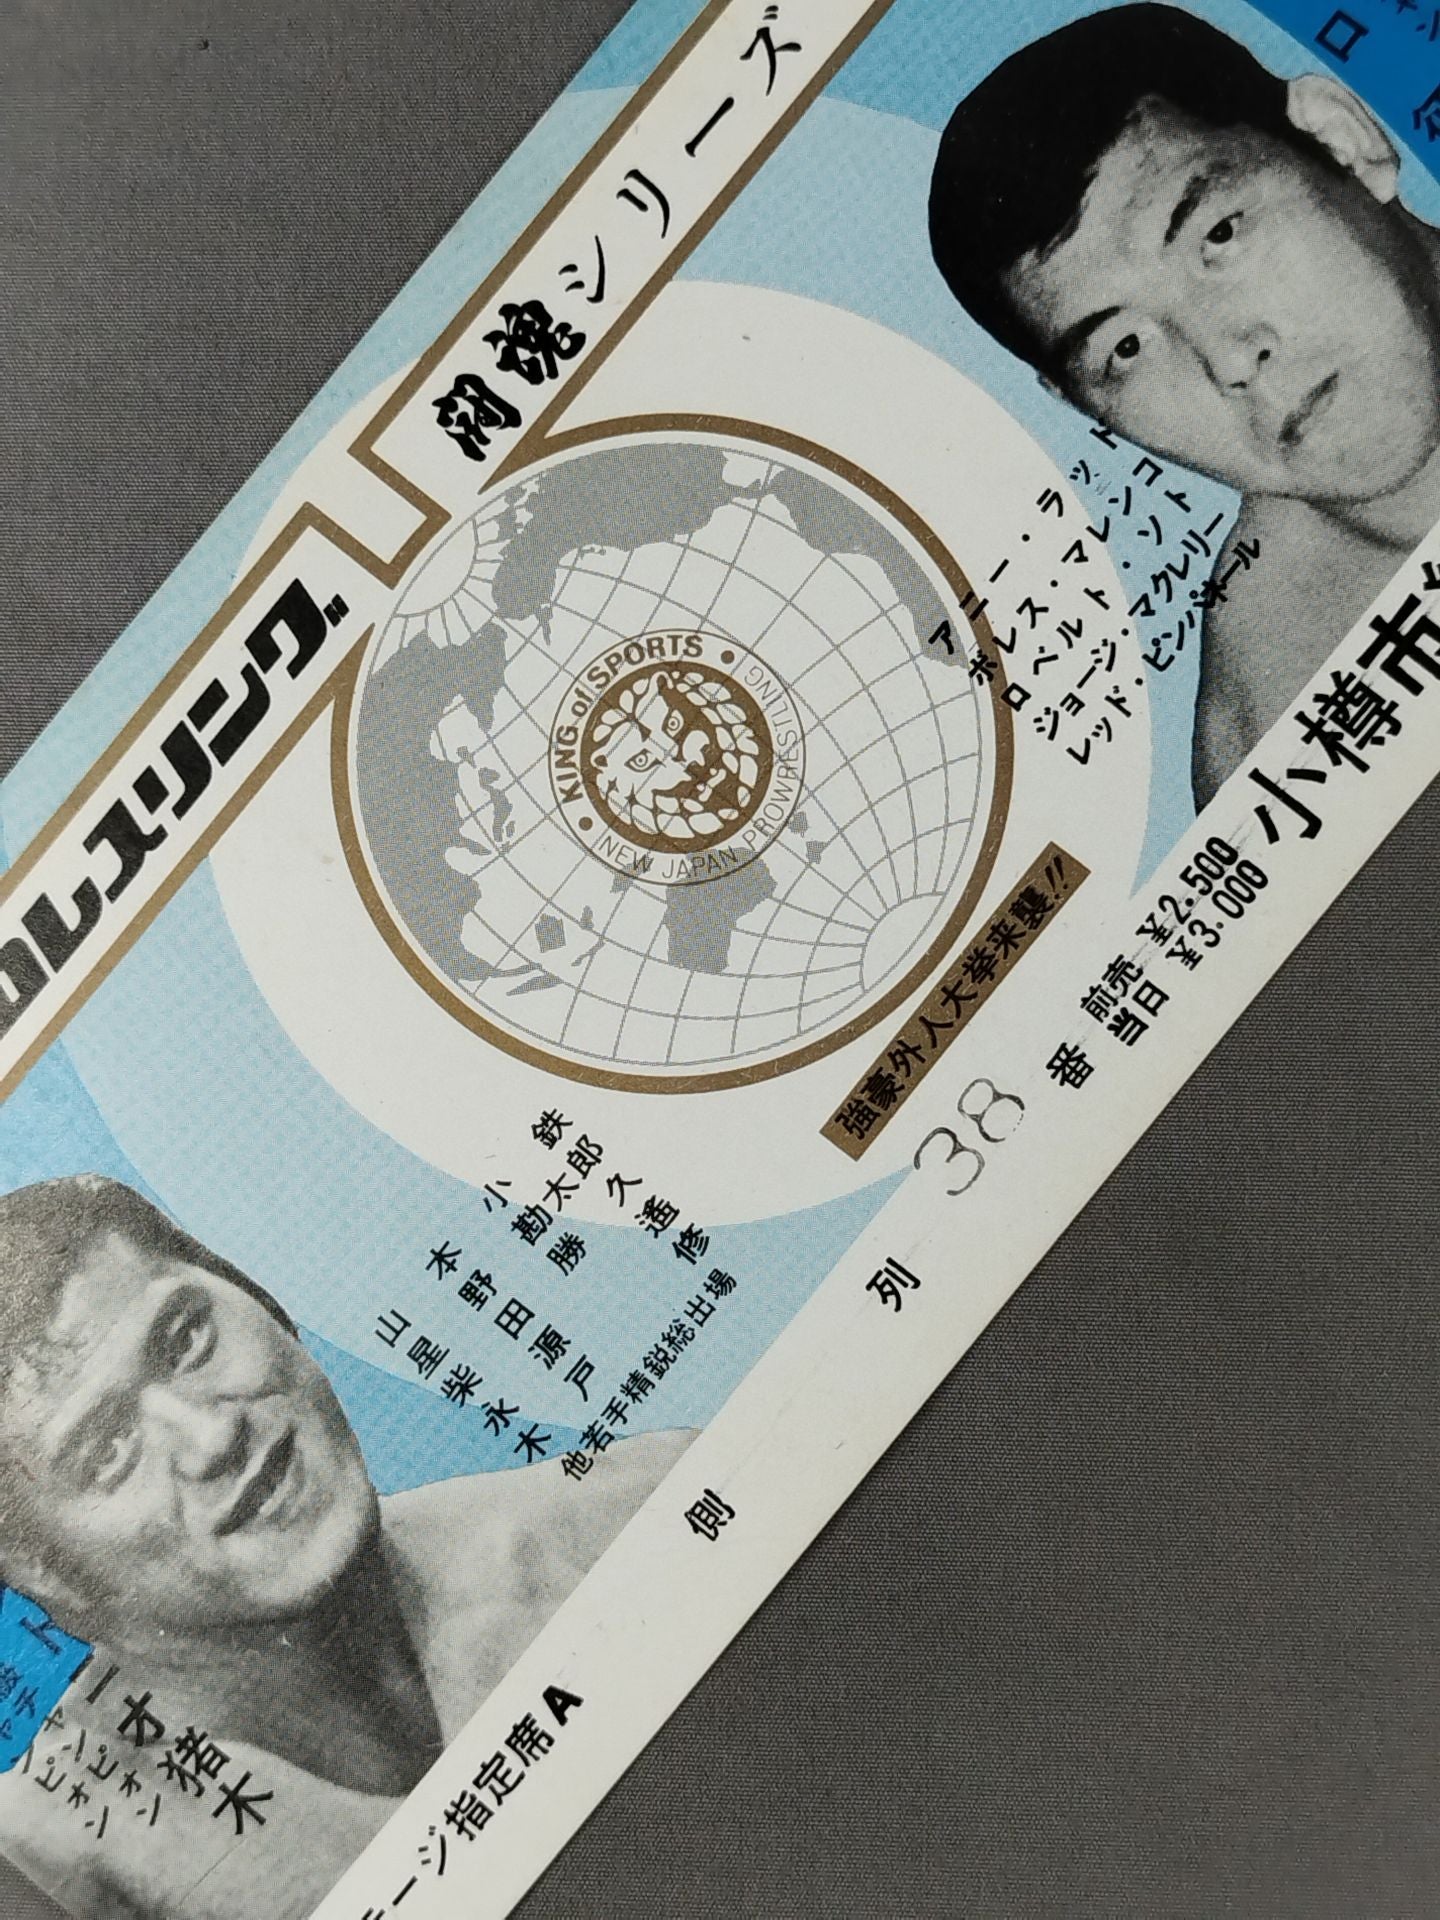 プロレスリング
闘魂シリーズ
KING of SPORTS
NEW JAPAN PROWRESTLING
アニー・ラッド
ボレス・マレンコ
ロベルト・ソト
ジョージ・マクレリー
レッド・ピンパネール
強豪外人大挙来襲!!
山本小鉄
星野勘太郎
柴田勝久
永源遙
木戸修
他若手精鋭総出場
オ猪木
テージ指定席A 側 列 38 番
前売 ¥2.500
当日 ¥3.000
小樽市